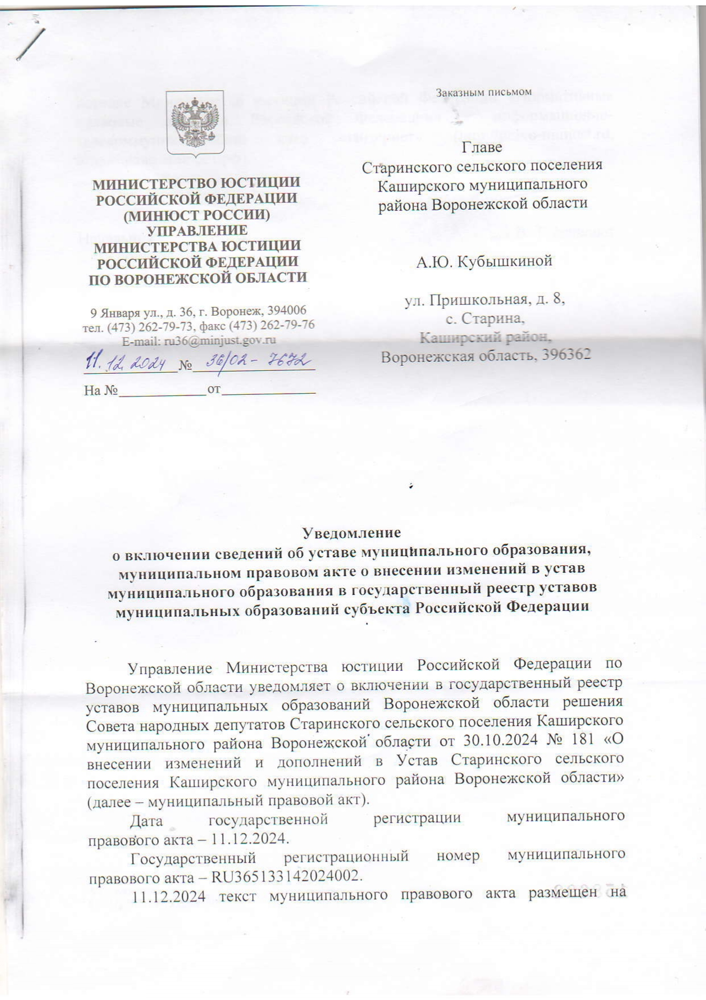 Заказным письмом
МИНИСТЕРСТВО ЮСТИЦИИ
РОССИЙСКОЙ ФЕДЕРАЦИИ
(МИНЮСТ РОССИИ)
УПРАВЛЕНИЕ
МИНИСТЕРСТВА ЮСТИЦИИ
РОССИЙСКОЙ ФЕДЕРАЦИИ
ПО ВОРОНЕЖСКОЙ ОБЛАСТИ
9 Января ул., д. 36, г. Воронеж, 394006
тел. (473) 262-79-73, факс (473) 262-79-76
E-mail: ru36@minjust.gov.ru
11.12.2024 № 36/02-7672
На № от
Главе
Старинского сельского поселения
Каширского муниципального
района Воронежской области
А.Ю. Кубышкиной
ул. Пришкольная, д. 8,
с. Старина,
Каширский район,
Воронежская область, 396362
Уведомление
о включении сведений об уставе муниципального образования,
муниципальном правовом акте о внесении изменений в устав
муниципального образования в государственный реестр уставов
муниципальных образований субъекта Российской Федерации
Управление Министерства юстиции Российской Федерации по
Воронежской области уведомляет о включении в государственный реестр
уставов муниципальных образований Воронежской области решения
Совета народных депутатов Старинского сельского поселения Каширского
муниципального района Воронежской области от 30.10.2024 № 181 «О
внесении изменений и дополнений в Устав Старинского сельского
поселения Каширского муниципального района Воронежской области»
(далее – муниципальный правовой акт).
Дата государственной регистрации муниципального
правового акта – 11.12.2024.
Государственный регистрационный номер муниципального
правового акта – RU365133142024002.
11.12.2024 текст муниципального правового акта размещен на